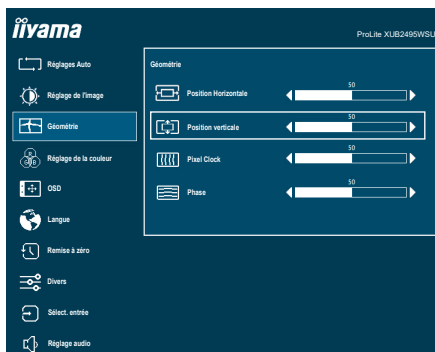 iiyama
ProLite XUB2495WSU
Réglages Auto
Réglage de l'image
Géométrie
Réglage de la couleur
OSD
Langue
Remise à zéro
Divers
Sélect. entrée
Réglage audio
Géométrie
Position Horizontale
50
Position verticale
50
Pixel Clock
50
Phase
50